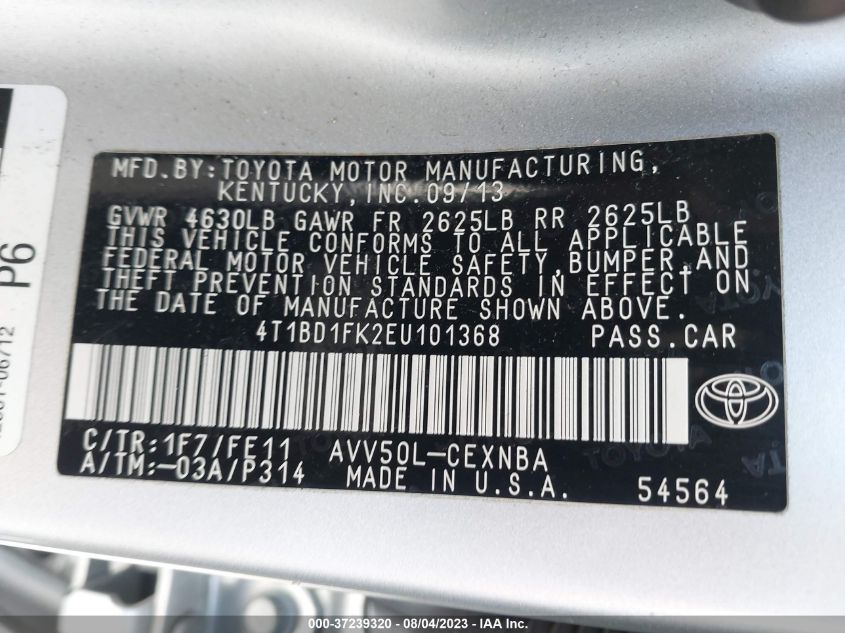 MFD.BY:TOYOTA MOTOR MANUFACTURING,
KENTUCKY,INC.09/13
GVWR 4630LB GAWR FR 2625LB RR 2625LB
THIS VEHICLE CONFORMS TO ALL APPLICABLE
FEDERAL MOTOR VEHICLE SAFETY,BUMPER,AND
THEFT PREVENTION STANDARDS IN EFFECT ON
THE DATE OF MANUFACTURE SHOWN ABOVE.
4T1BD1FK2EU101368 PASS.CAR
C/TR:1F7/FE11 AVV50L-CEXNBA
A/TM:-03A/P314 MADE IN U.S.A. 54564
P6
000-37239320 08/04/2023 IAA, Inc.